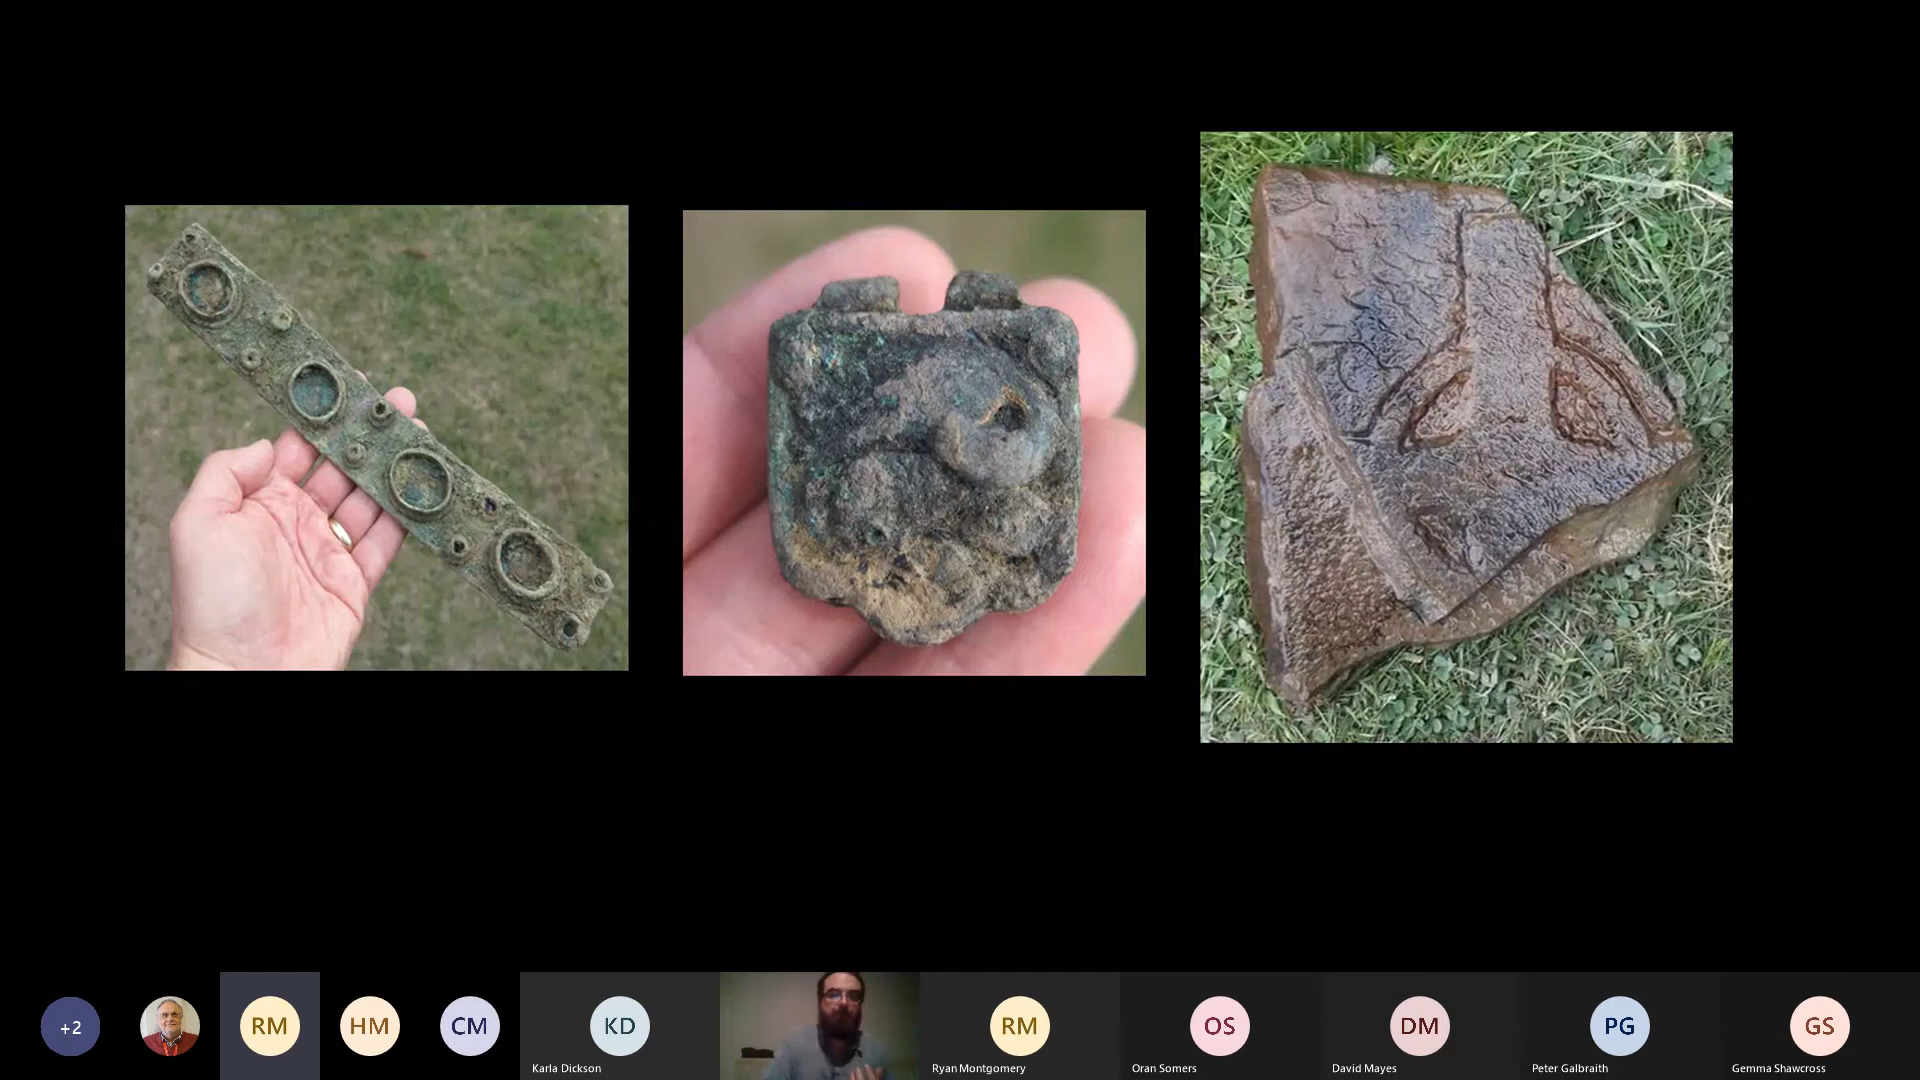 +2
RM
HM
CM
KD
Karla Dickson
RM
Ryan Montgomery
OS
Oran Somers
DM
David Mayes
PG
Peter Galbraith
GS
Gemma Shawcross